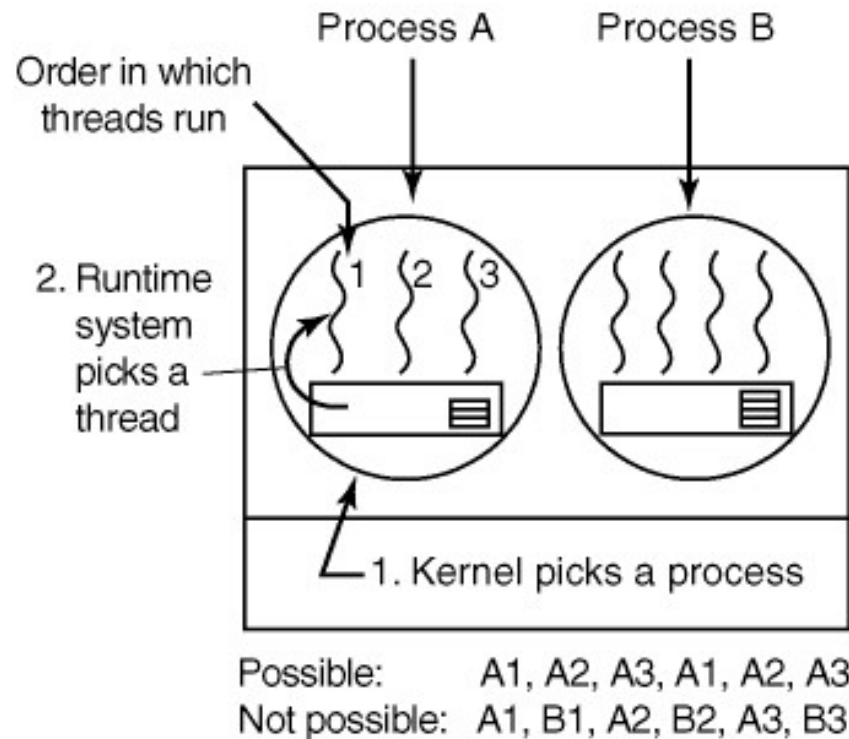 Process A
Process B
Order in which
threads run
1
2
3
2. Runtime
system
picks a
thread
1. Kernel picks a process
Possible: A1, A2, A3, A1, A2, A3
Not possible: A1, B1, A2, B2, A3, B3